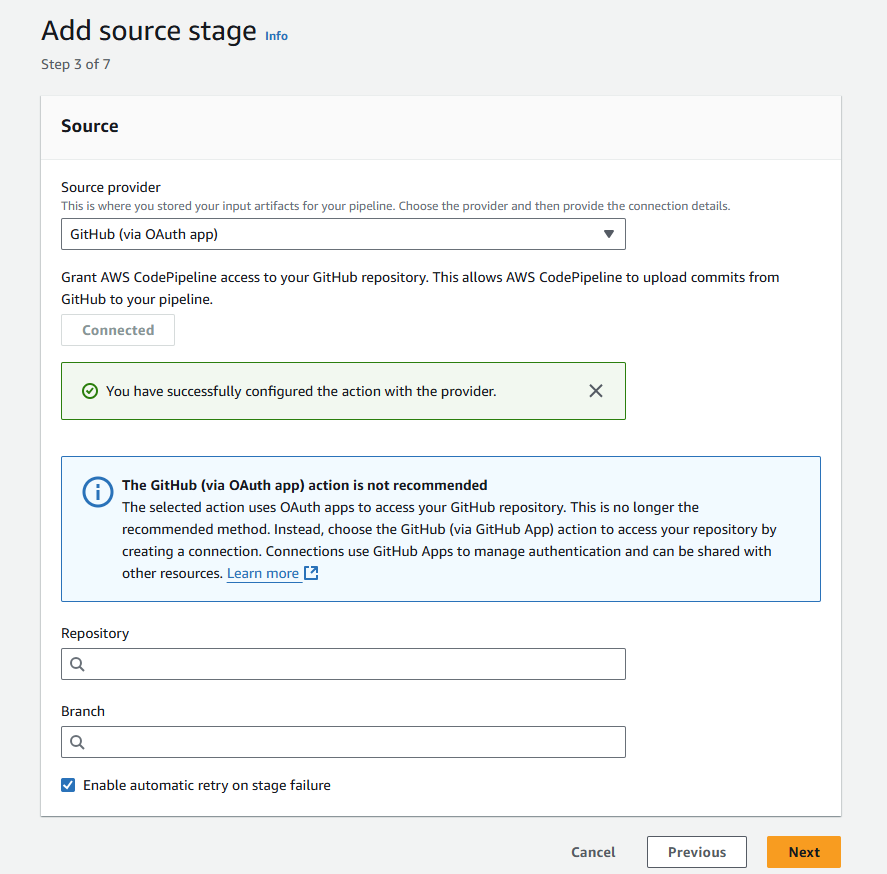 Add source stage Info
Step 3 of 7
Source
Source provider
This is where you stored your input artifacts for your pipeline. Choose the provider and then provide the connection details.
GitHub (via OAuth app)
Grant AWS CodePipeline access to your GitHub repository. This allows AWS CodePipeline to upload commits from
GitHub to your pipeline.
Connected
You have successfully configured the action with the provider.
The GitHub (via OAuth app) action is not recommended
The selected action uses OAuth apps to access your GitHub repository. This is no longer the
recommended method. Instead, choose the GitHub (via GitHub App) action to access your repository by
creating a connection. Connections use GitHub Apps to manage authentication and can be shared with
other resources. Learn more
Repository
Branch
Enable automatic retry on stage failure
Cancel Previous Next